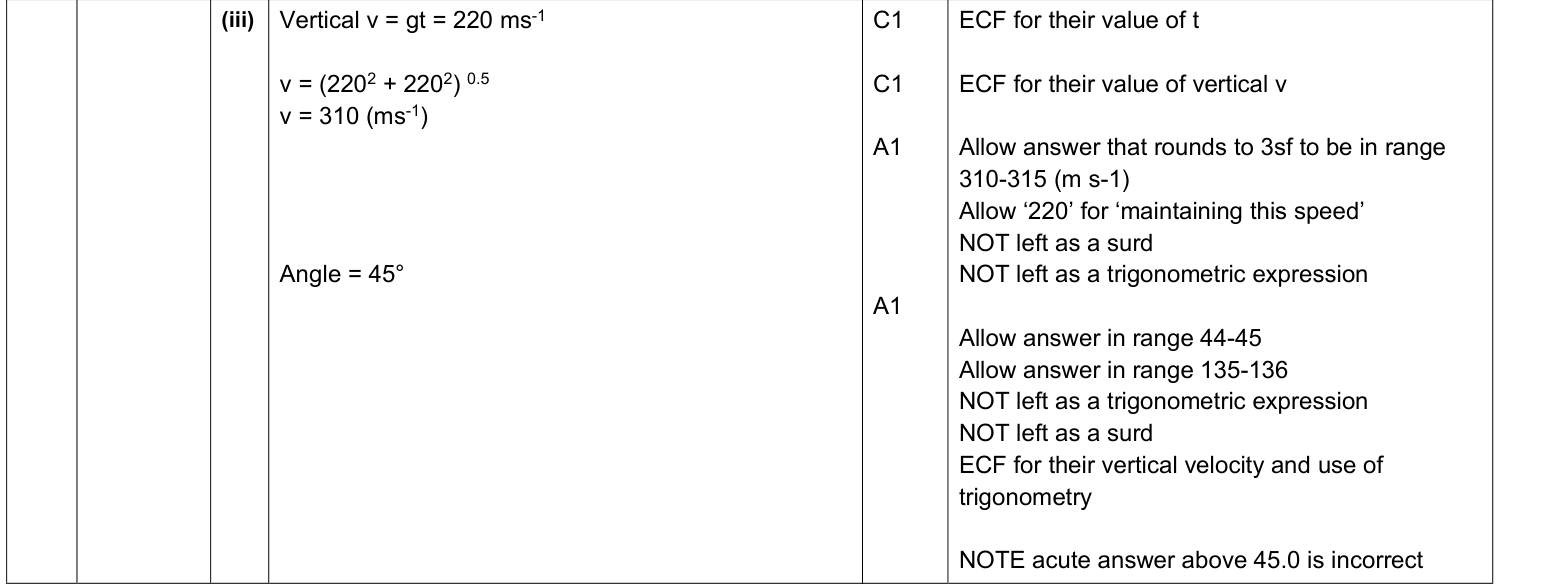 (iii) Vertical v = gt = 220 ms⁻¹ C1 ECF for their value of t
v = (220² + 220²) ⁰·⁵ C1 ECF for their value of vertical v
v = 310 (ms⁻¹)
A1 Allow answer that rounds to 3sf to be in range
310-315 (m s-1)
Allow ‘220’ for ‘maintaining this speed’
NOT left as a surd
Angle = 45° NOT left as a trigonometric expression
A1
Allow answer in range 44-45
Allow answer in range 135-136
NOT left as a trigonometric expression
NOT left as a surd
ECF for their vertical velocity and use of
trigonometry
NOTE acute answer above 45.0 is incorrect